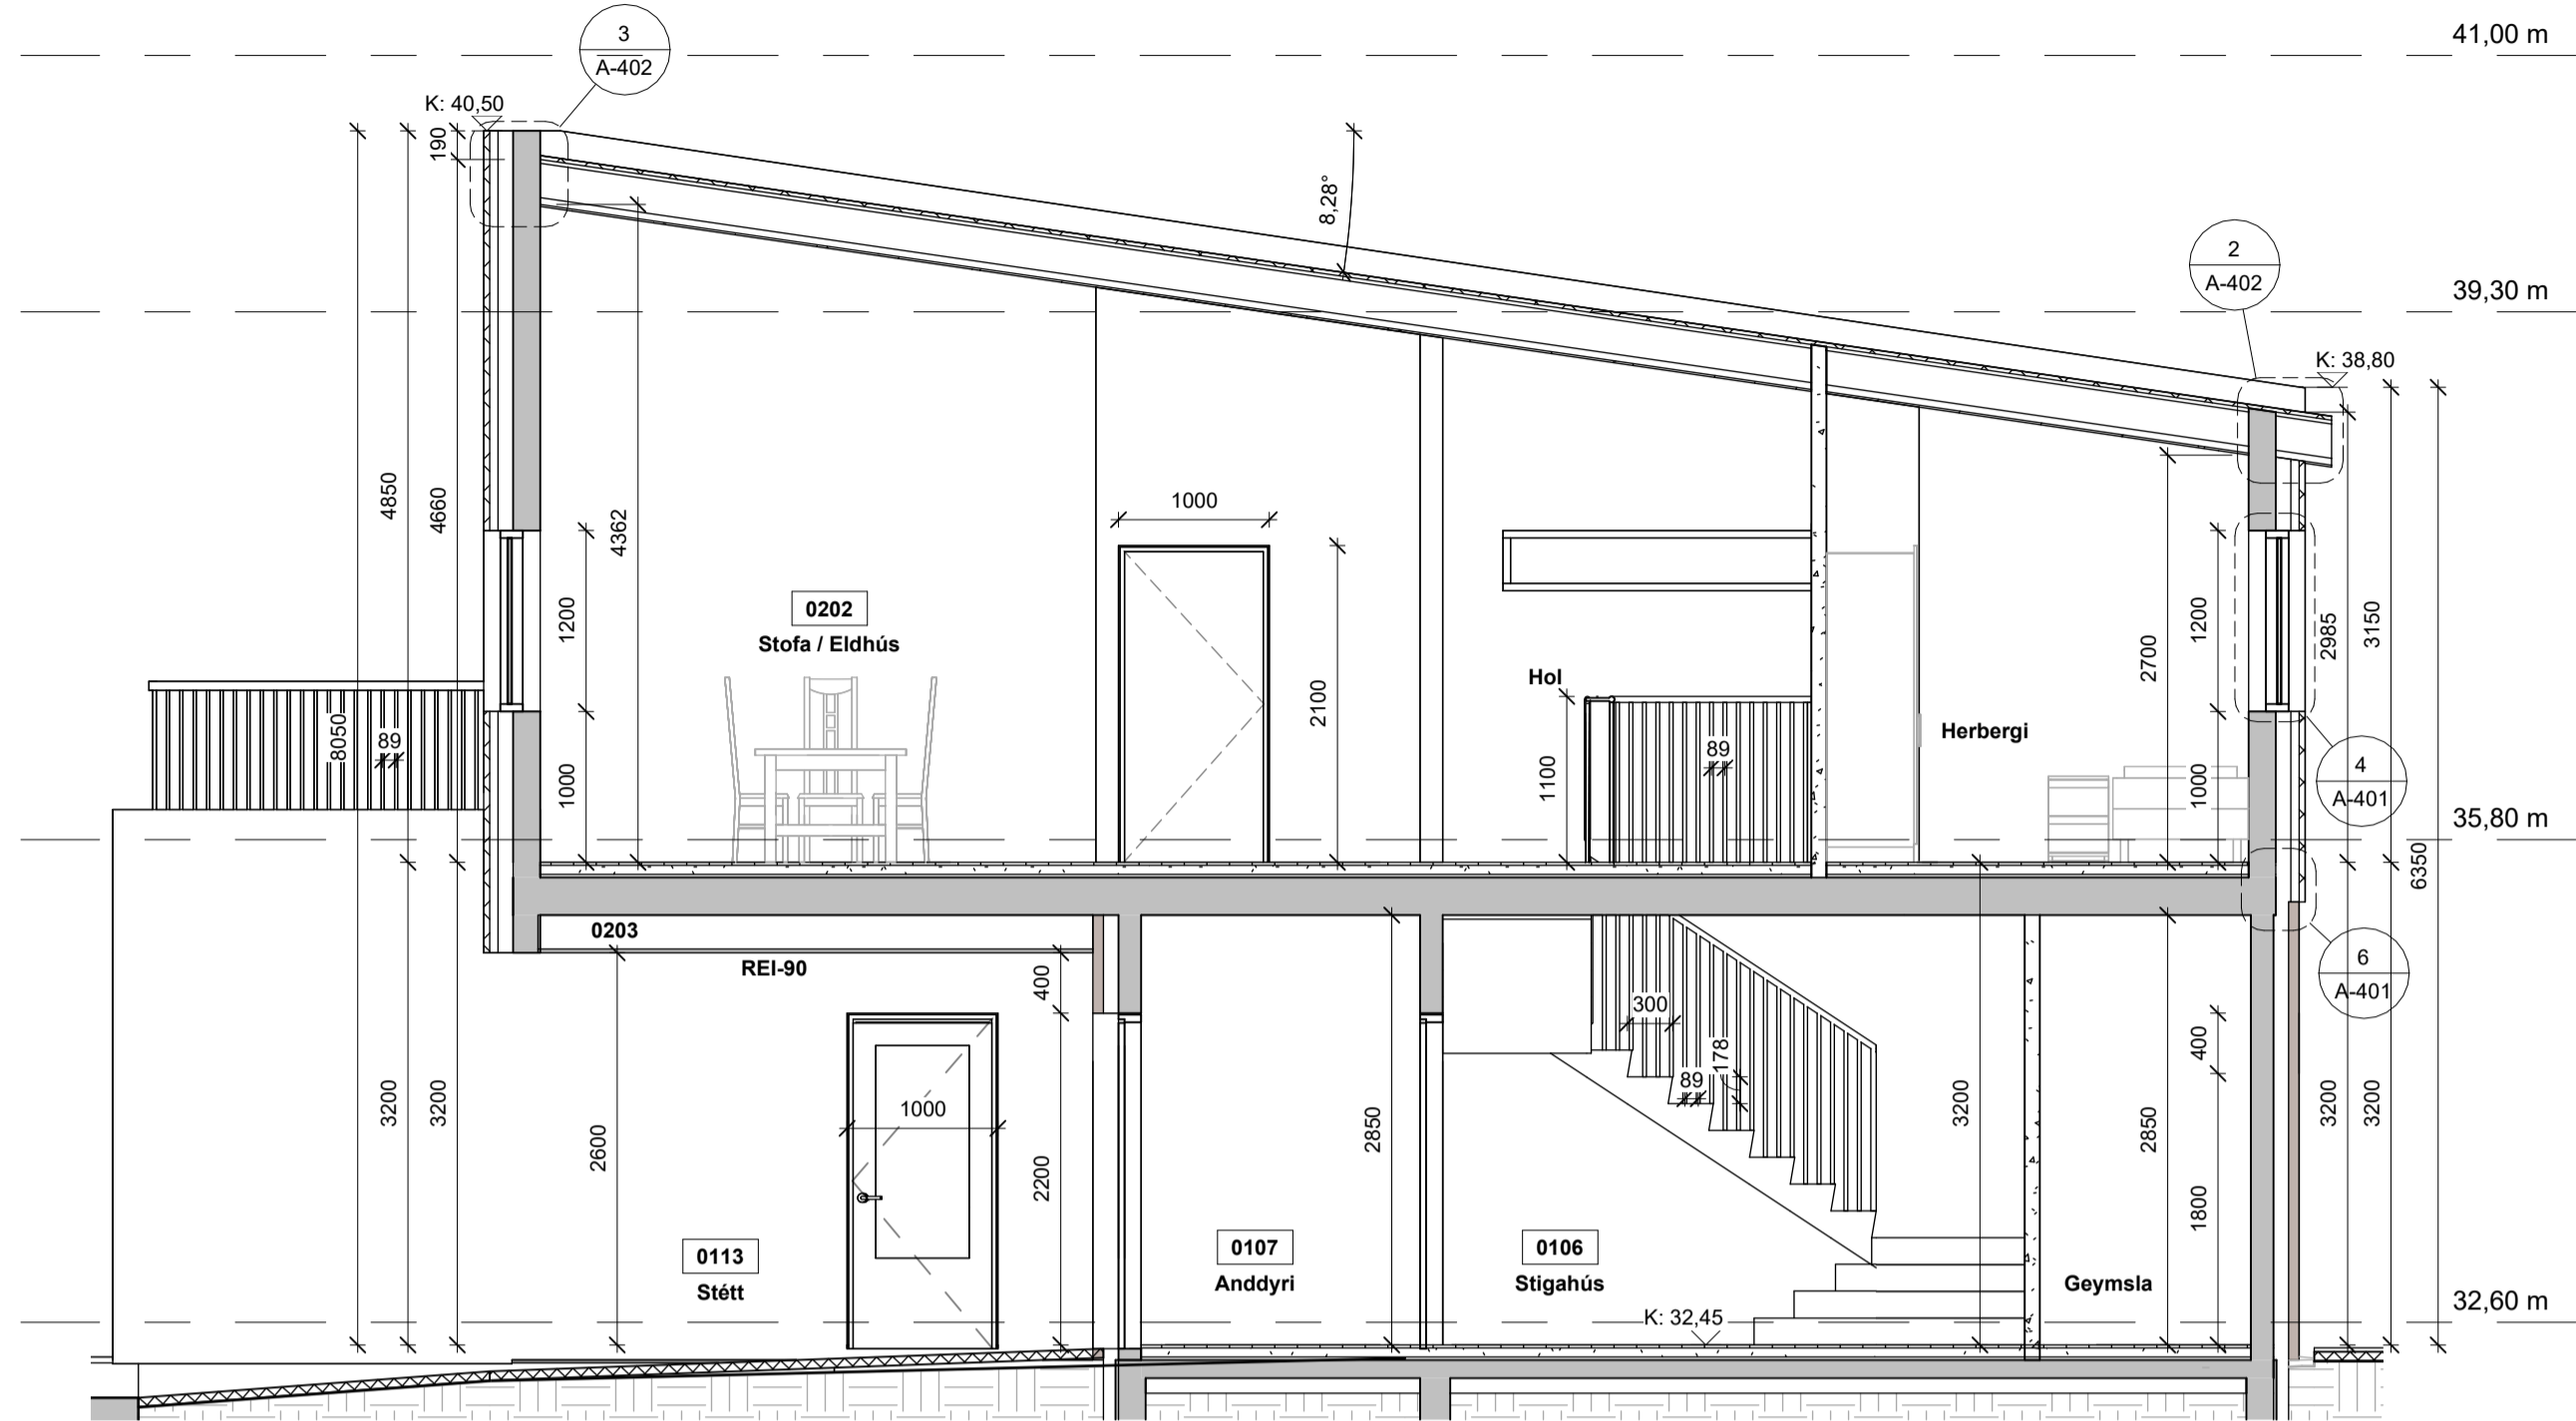 41,00 m
3
A-402
K: 40,50
190
8,28°
2
A-402
39,30 m
K: 38,80
4850
4660
4362
1000
1200
0202
Stofa / Eldhús
2100
Hol
1200
2985
3150
2700
8050
89
1000
1100
89
Herbergi
1000
4
A-401
35,80 m
6350
0203
REI-90
400
300
178
89
6
A-401
400
3200
3200
2600
1000
2200
2850
3200
2850
1800
3200
3200
0113
Stétt
0107
Anddyri
0106
Stigahús
Geymsla
K: 32,45
32,60 m